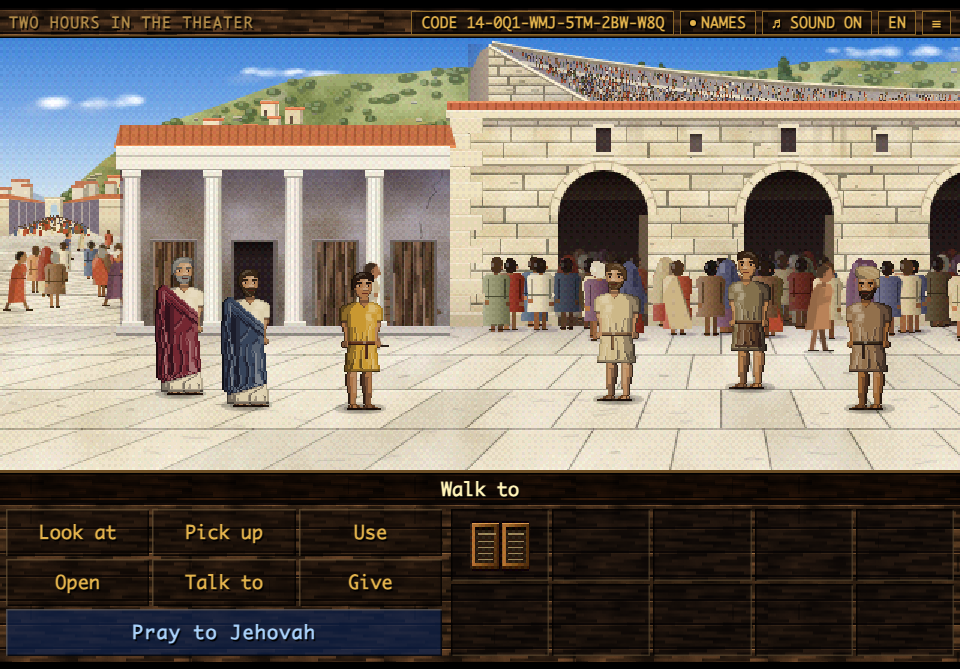 TWO HOURS IN THE THEATER
CODE 14-0Q1-WMJ-5TM-2BW-W8Q
NAMES
SOUND ON
EN
Walk to
Look at
Pick up
Use
Open
Talk to
Give
Pray to Jehovah